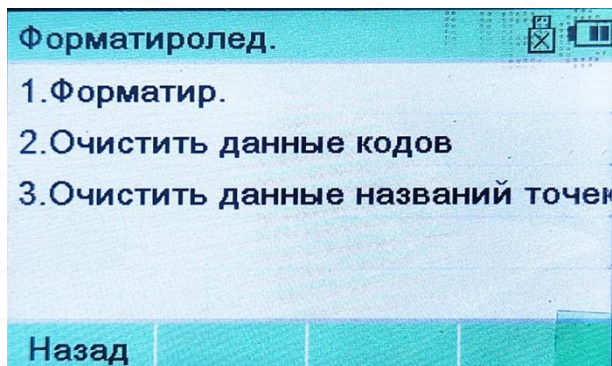 Форматиролед.
1.Форматир.
2.Очистить данные кодов
3.Очистить данные названий точек
Назад